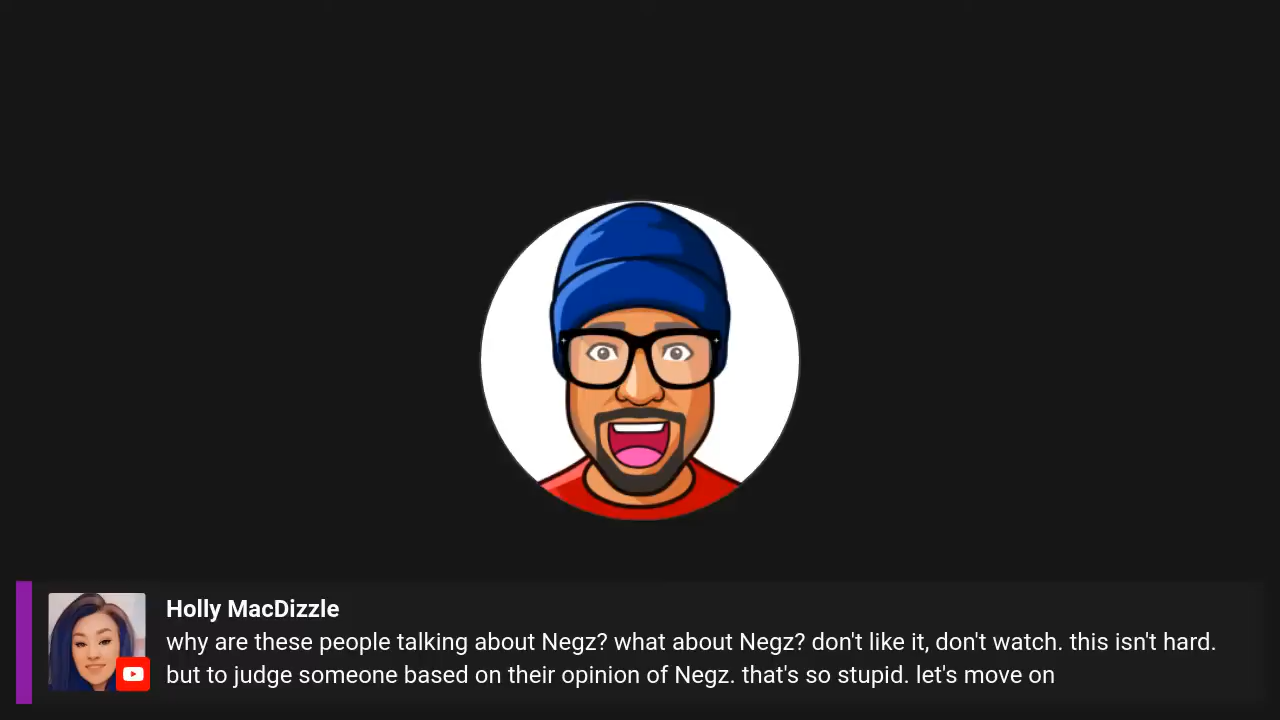 Holly MacDizzle
why are these people talking about Negz? what about Negz? don't like it, don't watch. this isn't hard.
but to judge someone based on their opinion of Negz. that's so stupid. let's move on